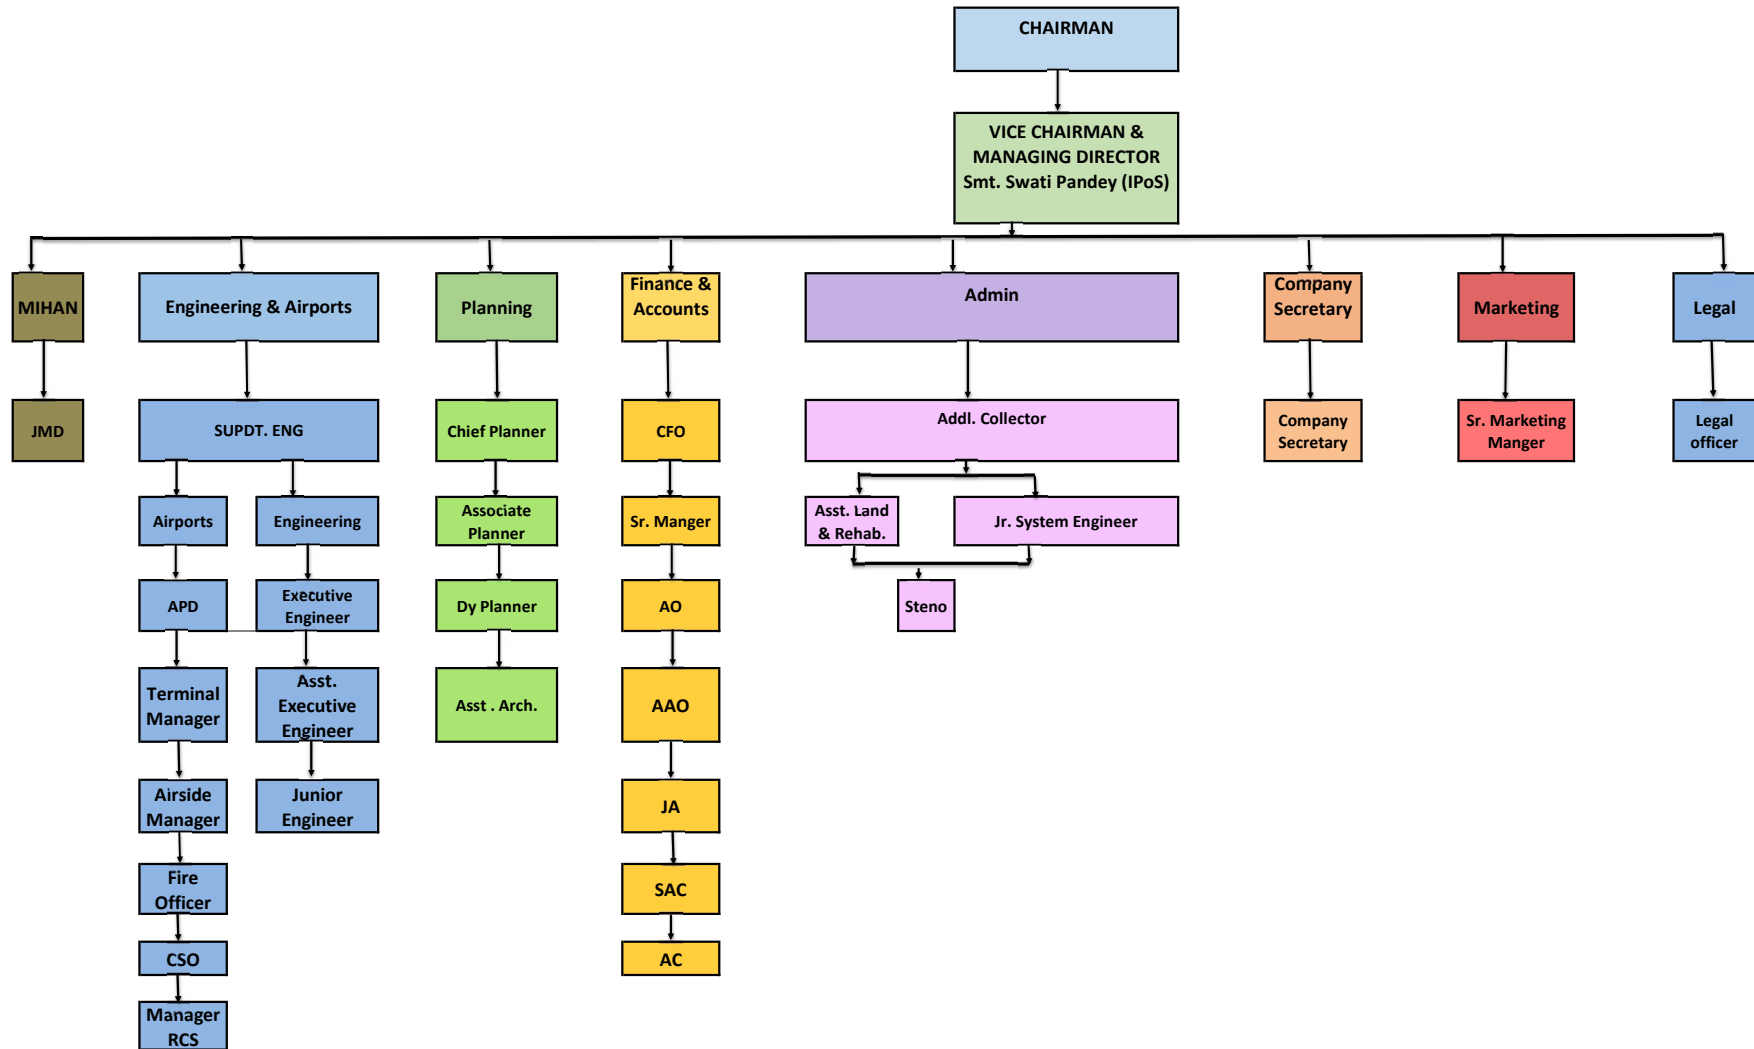 CHAIRMAN
VICE CHAIRMAN &
MANAGING DIRECTOR
Smt. Swati Pandey (IPoS)
MIHAN
Engineering & Airports
Planning
Finance &
Accounts
Admin
Company
Secretary
Marketing
Legal
JMD
SUPDT. ENG
Chief Planner
CFO
Addl. Collector
Company
Secretary
Sr. Marketing
Manger
Legal
officer
Airports
Engineering
Associate
Planner
Sr. Manger
Asst. Land
& Rehab.
Jr. System Engineer
APD
Executive
Engineer
Dy Planner
AO
Steno
Terminal
Manager
Asst.
Executive
Engineer
Asst . Arch.
AAO
Airside
Manager
Junior
Engineer
JA
Fire
Officer
SAC
CSO
AC
Manager
RCS